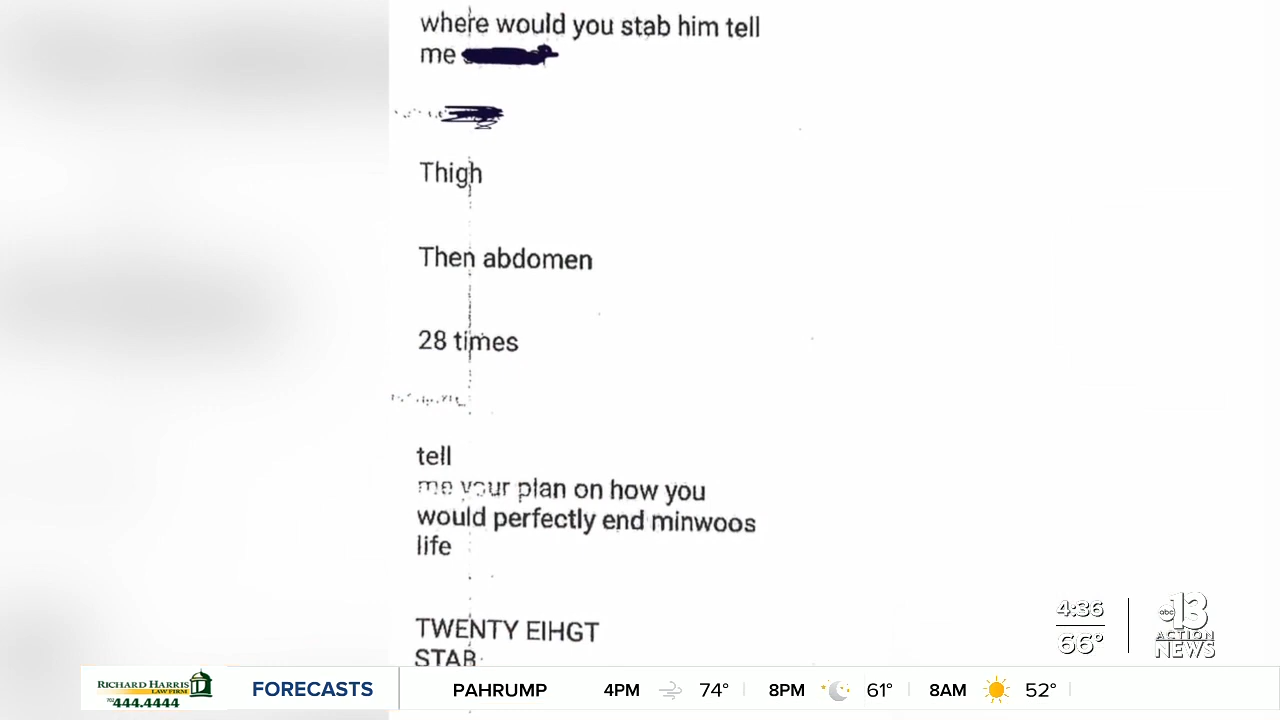 where would you stab him tell
me
Thigh
Then abdomen
28 times
tell
me your plan on how you
would perfectly end minwoos
life
TWENTY EIHGT
STAB
4:36
66°
abc 13
ACTION
NEWS
RICHARD HARRIS
LAW FIRM
444.4444
FORECASTS
PAHRUMP 4PM 74° 8PM 61° 8AM 52°